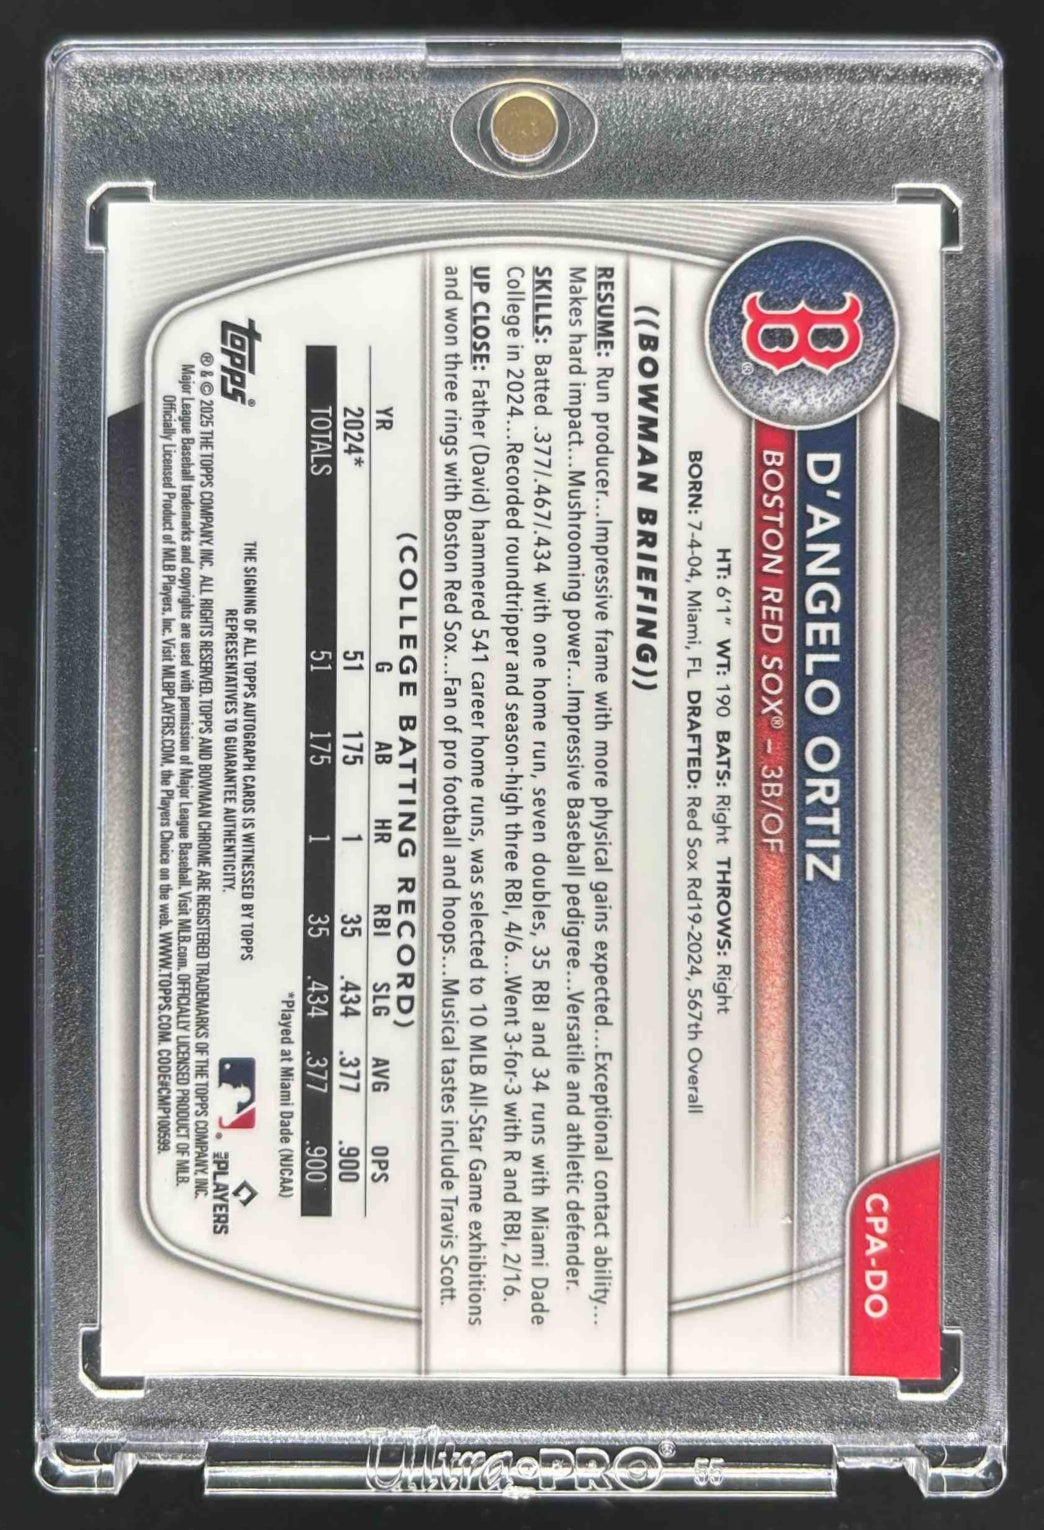 CPA-DO
B®
D'ANGELO ORTIZ
BOSTON RED SOX® – 3B/OF
HT: 6'1" WT: 190 BATS: Right THROWS: Right
BORN: 7-4-04, Miami, FL DRAFTED: Red Sox Rd19-2024, 567th Overall
((BOWMAN BRIEFING))
RESUME: Run producer...Impressive frame with more physical gains expected...Exceptional contact ability...
Makes hard impact...Mushrooming power...Impressive Baseball pedigree...Versatile and athletic defender.
SKILLS: Batted .377/.467/.434 with one home run, seven doubles, 35 RBI and 34 runs with Miami Dade
College in 2024...Recorded roundtripper and season-high three RBI, 4/6...Went 3-for-3 with R and RBI, 2/16.
UP CLOSE: Father (David) hammered 541 career home runs, was selected to 10 MLB All-Star Game exhibitions
and won three rings with Boston Red Sox...Fan of pro football and hoops...Musical tastes include Travis Scott.
(COLLEGE BATTING RECORD)
YR G AB HR RBI SLG AVG OPS
2024* 51 175 1 35 .434 .377 .900
TOTALS 51 175 1 35 .434 .377 .900
*Played at Miami Dade (NJCAA)
topps®
THE SIGNING OF ALL TOPPS AUTOGRAPH CARDS IS WITNESSED BY TOPPS
REPRESENTATIVES TO GUARANTEE AUTHENTICITY.
® & © 2025 THE TOPPS COMPANY, INC. ALL RIGHTS RESERVED. TOPPS AND BOWMAN CHROME ARE REGISTERED TRADEMARKS OF THE TOPPS COMPANY, INC.
Major League Baseball trademarks and copyrights are used with permission of Major League Baseball. Visit MLB.com. OFFICIALLY LICENSED PRODUCT OF MLB.
Officially Licensed Product of MLB Players, Inc. Visit MLBPLAYERS.COM, the Players Choice on the web. WWW.TOPPS.COM. CODE#CMP100599.
MLB PLAYERS
Ultra•PRO®